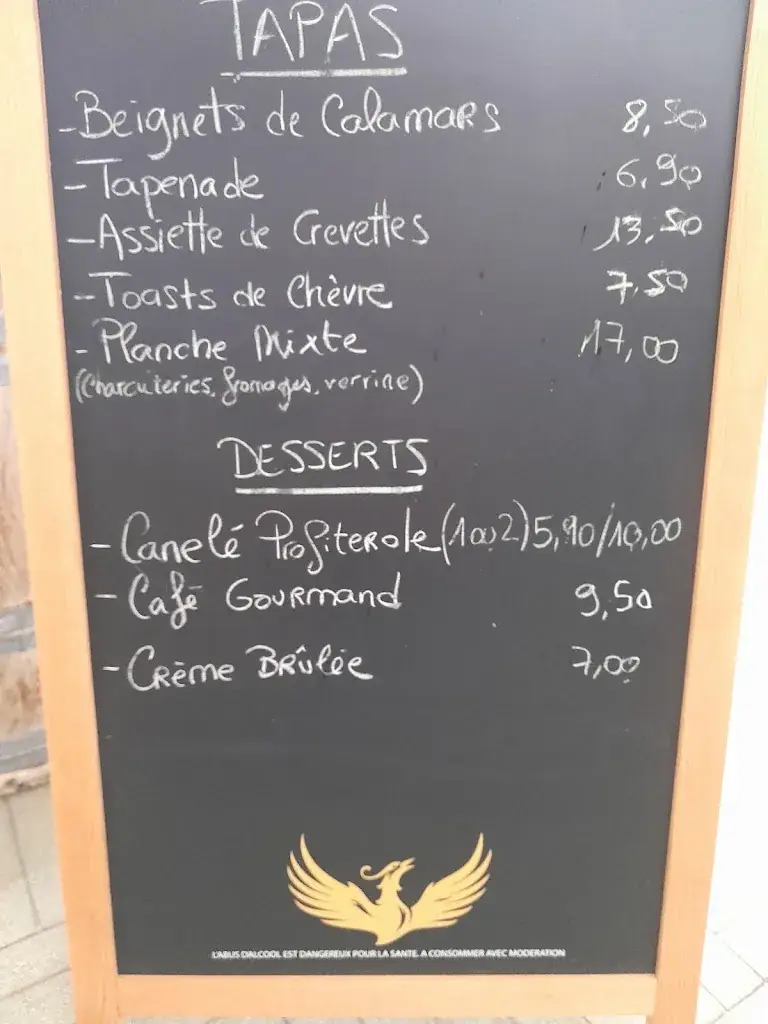 TAPAS
- Beignets de Calamars 8,50
- Tapenade 6,90
- Assiette de Crevettes 13,50
- Toasts de Chèvre 7,50
- Planche Mixte 17,00
(Charcuteries, fromages, verrine)
DESSERTS
- Canelé Profiterole (1 ou 2) 5,90/10,00
- Café Gourmand 9,50
- Crème Brûlée 7,00
L'ABUS D'ALCOOL EST DANGEREUX POUR LA SANTE. A CONSOMMER AVEC MODERATION